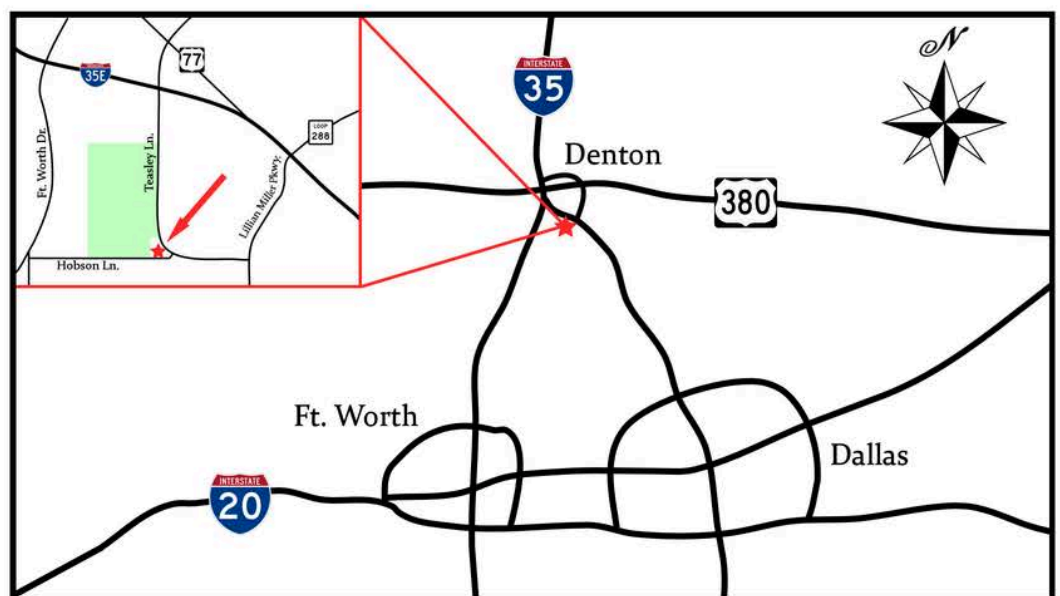 77
35E
LOOP
288
Ft. Worth Dr.
Teasley Ln.
Lillian Miller Pkwy.
Hobson Ln.
INTERSTATE
35
N
Denton
380
Ft. Worth
Dallas
INTERSTATE
20